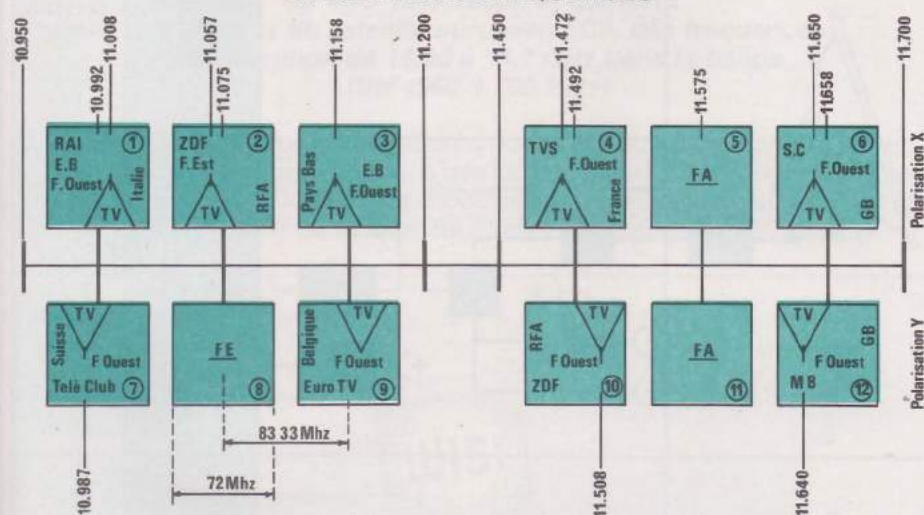 10.950
10.992
11.008
11.057
11.075
11.158
11.200
11.450
11.472
11.492
11.575
11.650
11.658
11.700
RAI
E.B
F.Ouest
TV
Italie
1
ZDF
F.Est
TV
RFA
2
Pays Bas
E.B
F.Ouest
TV
3
TVS
F.Ouest
TV
France
4
FA
5
S.C
F.Ouest
TV
GB
6
Polarisation X
Suisse
TV
F Ouest
Telè Club
7
FE
8
Belgique
TV
F Ouest
Euro TV
9
RFA
TV
F Ouest
ZDF
10
FA
11
TV
GB
F Ouest
M B
12
Polarisation Y
83 33 Mhz
72 Mhz
10.987
11.508
11.640